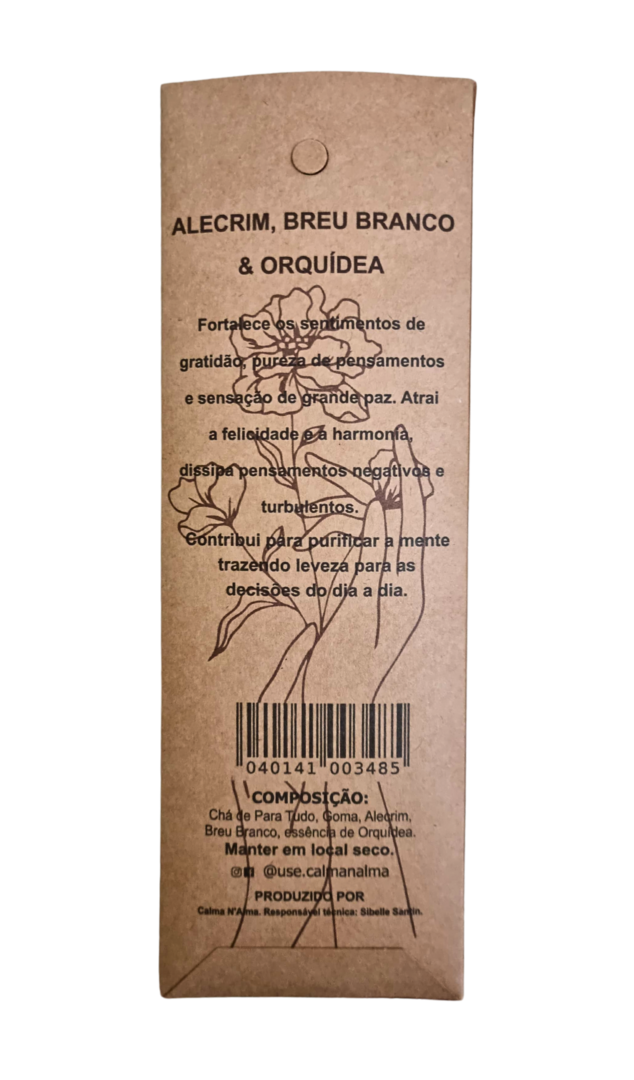 ALECRIM, BREU BRANCO
& ORQUÍDEA
Fortalece os sentimentos de
gratidão, pureza de pensamentos
e sensação de grande paz. Atrai
a felicidade e a harmonia,
dissipa pensamentos negativos e
turbulentos.
Contribui para purificar a mente
trazendo leveza para as
decisões do dia a dia.
040141 003485
COMPOSIÇÃO:
Chá de Para Tudo, Goma, Alecrim,
Breu Branco, essência de Orquídea.
Manter em local seco.
@use.calmanalma
PRODUZIDO POR
Calma N'Alma. Responsável técnica: Sibelle Santin.